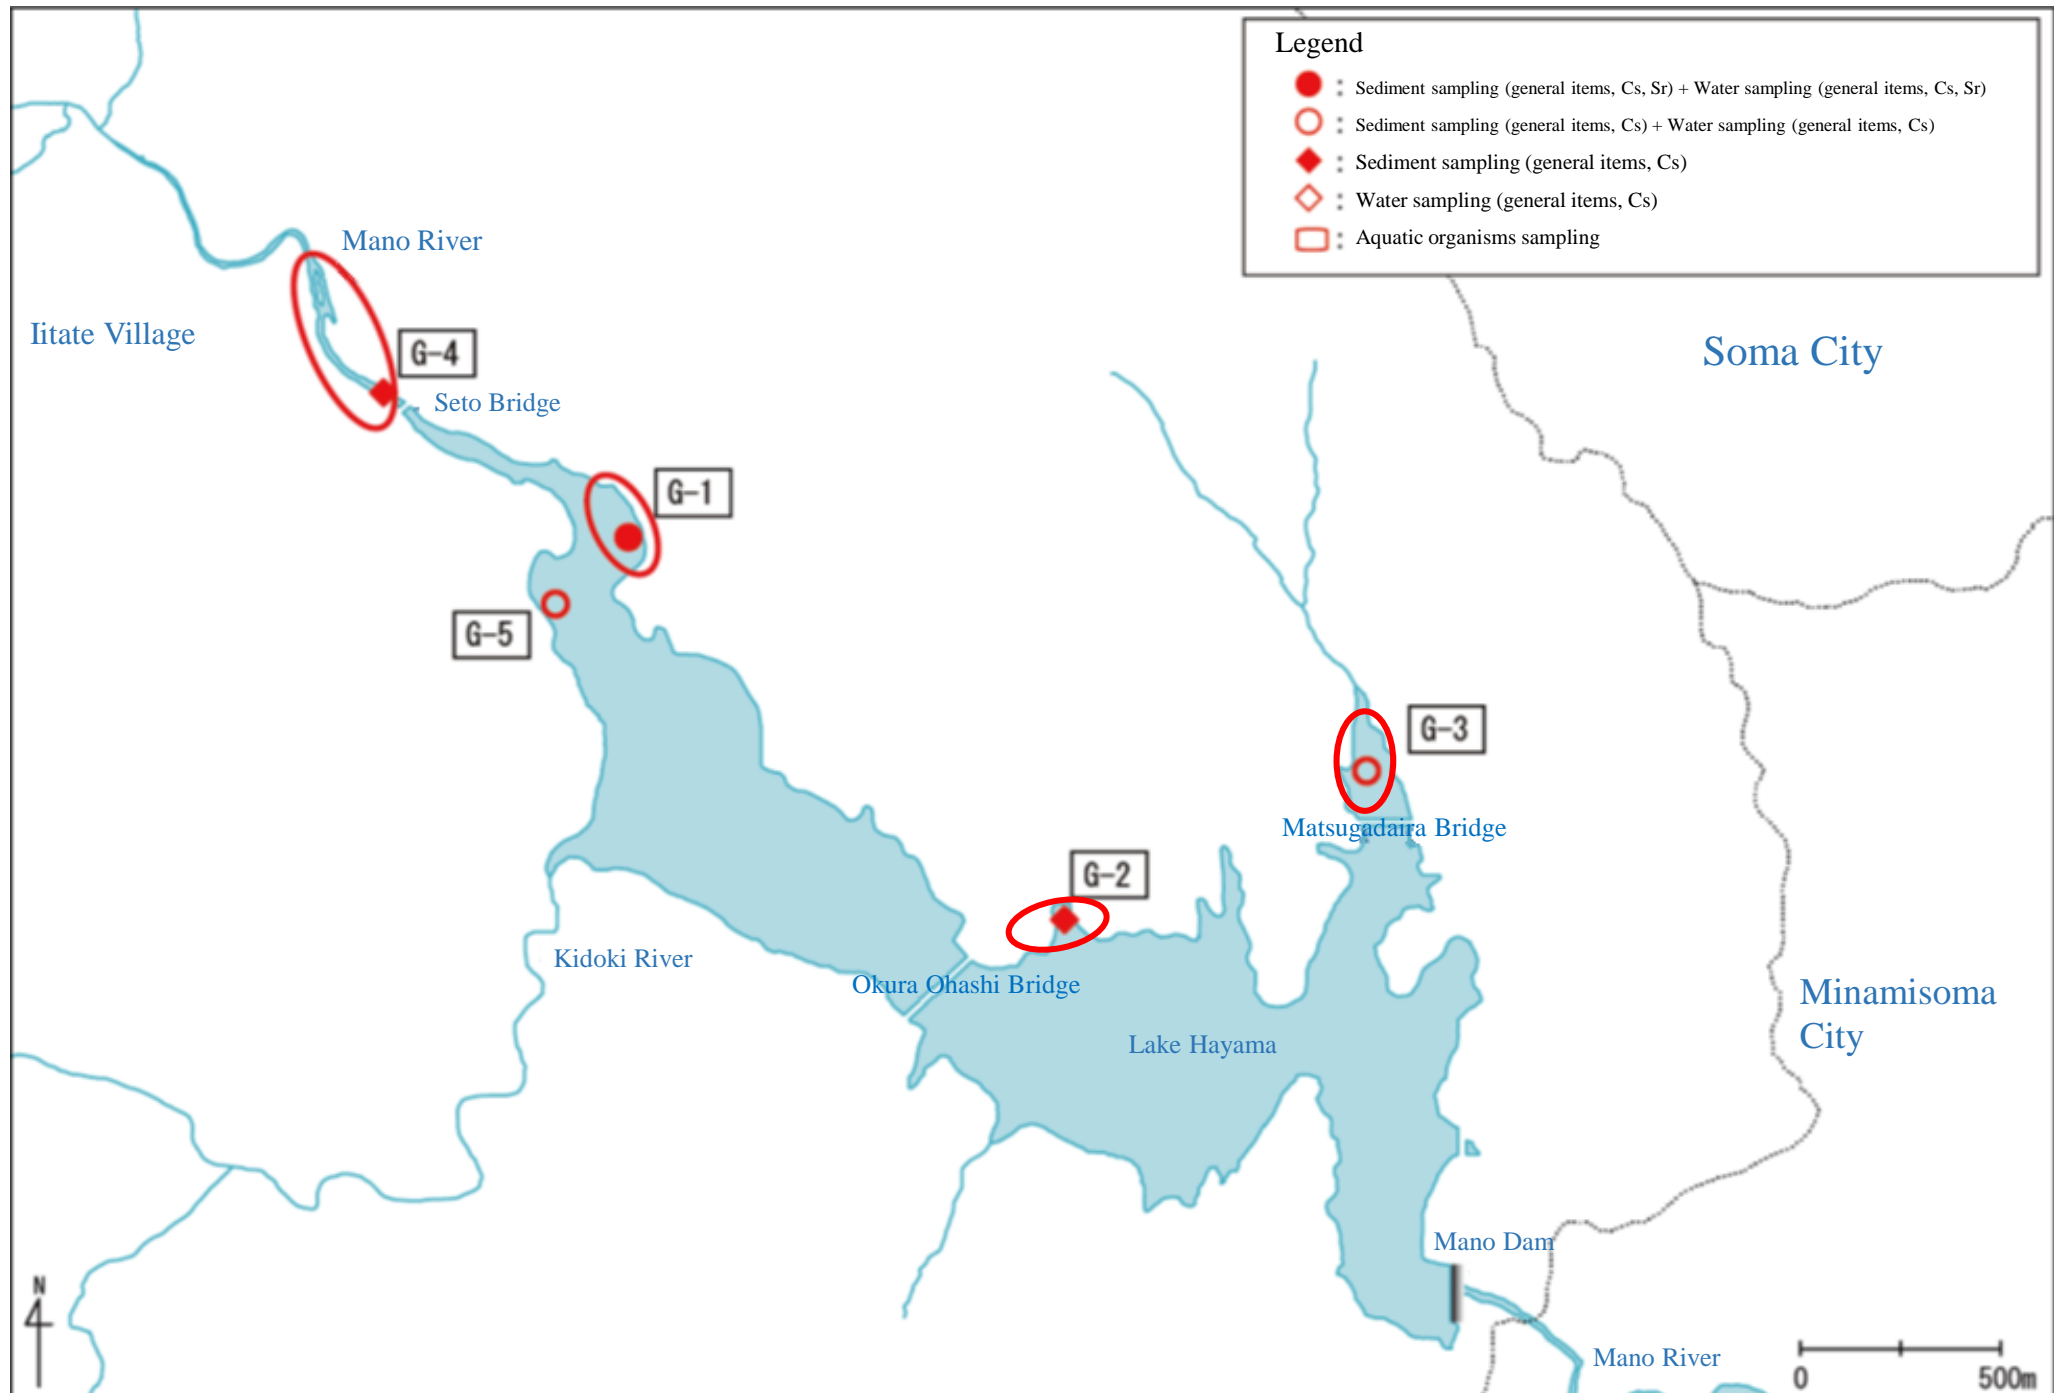 Legend
: Sediment sampling (general items, Cs, Sr) + Water sampling (general items, Cs, Sr)
: Sediment sampling (general items, Cs) + Water sampling (general items, Cs)
: Sediment sampling (general items, Cs)
: Water sampling (general items, Cs)
: Aquatic organisms sampling
Mano River
Iitate Village
G-4
Soma City
Seto Bridge
G-1
G-5
G-3
Matsugadaira Bridge
G-2
Kidoki River
Okura Ohashi Bridge
Minamisoma
City
Lake Hayama
Mano Dam
N
Mano River
0 500m